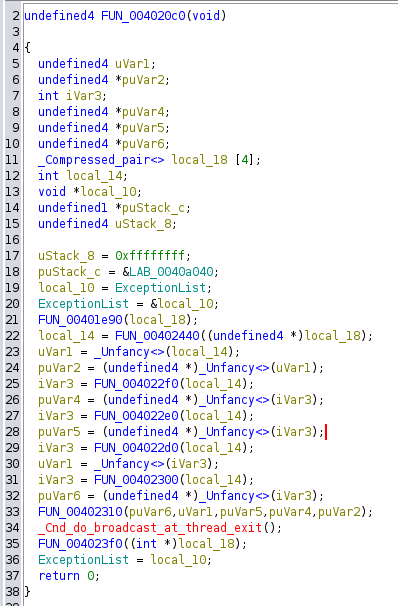 2 undefined4 FUN_004020c0(void)
3
4 {
5 undefined4 uVar1;
6 undefined4 *puVar2;
7 int iVar3;
8 undefined4 *puVar4;
9 undefined4 *puVar5;
10 undefined4 *puVar6;
11 _Compressed_pair<> local_18 [4];
12 int local_14;
13 void *local_10;
14 undefined1 *puStack_c;
15 undefined4 uStack_8;
16
17 uStack_8 = 0xffffffff;
18 puStack_c = &LAB_0040a040;
19 local_10 = ExceptionList;
20 ExceptionList = &local_10;
21 FUN_00401e90(local_18);
22 local_14 = FUN_00402440((undefined4 *)local_18);
23 uVar1 = _Unfancy<>(local_14);
24 puVar2 = (undefined4 *)_Unfancy<>(uVar1);
25 iVar3 = FUN_004022f0(local_14);
26 puVar4 = (undefined4 *)_Unfancy<>(iVar3);
27 iVar3 = FUN_004022e0(local_14);
28 puVar5 = (undefined4 *)_Unfancy<>(iVar3);
29 iVar3 = FUN_004022d0(local_14);
30 uVar1 = _Unfancy<>(iVar3);
31 iVar3 = FUN_00402300(local_14);
32 puVar6 = (undefined4 *)_Unfancy<>(iVar3);
33 FUN_00402310(puVar6,uVar1,puVar5,puVar4,puVar2);
34 _Cnd_do_broadcast_at_thread_exit();
35 FUN_004023f0((int *)local_18);
36 ExceptionList = local_10;
37 return 0;
38 }